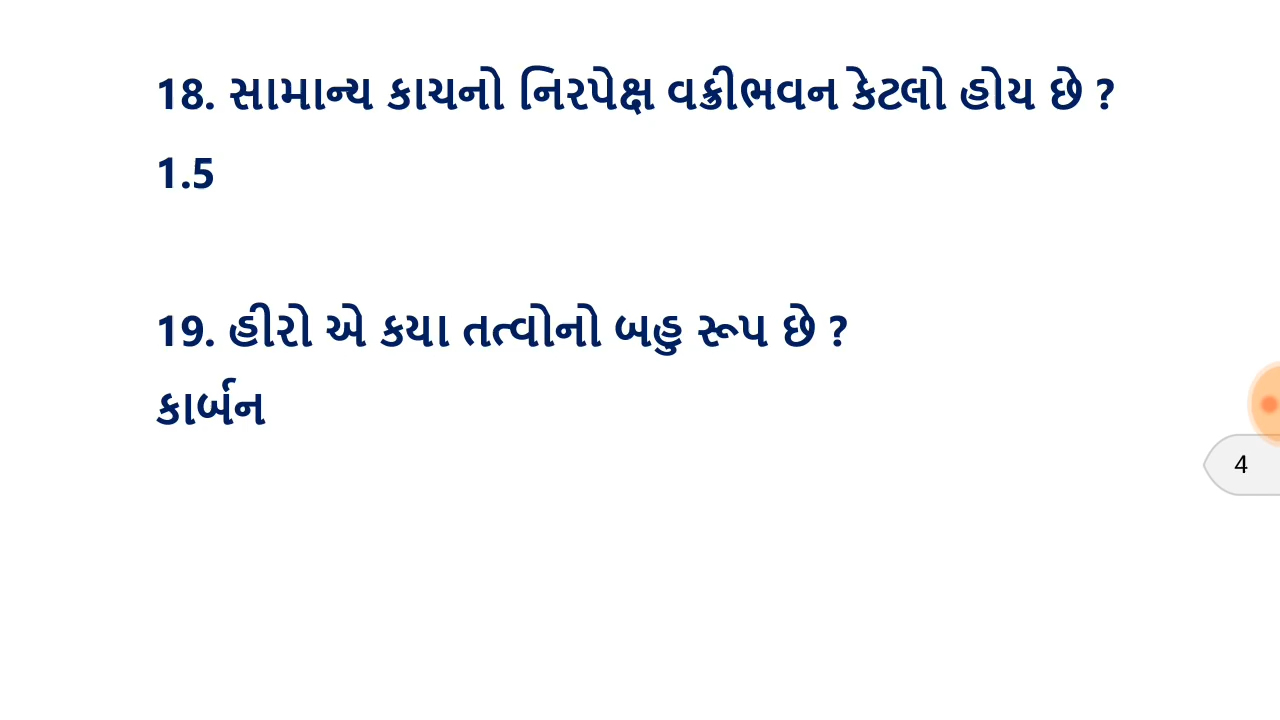 18. સામાન્ય કાચનો નિરપેક્ષ વક્રીભવન કેટલો હોય છે ?
1.5
19. હીરો એ કયા તત્વોનો બહુ રૂપ છે ?
કાર્બન
4